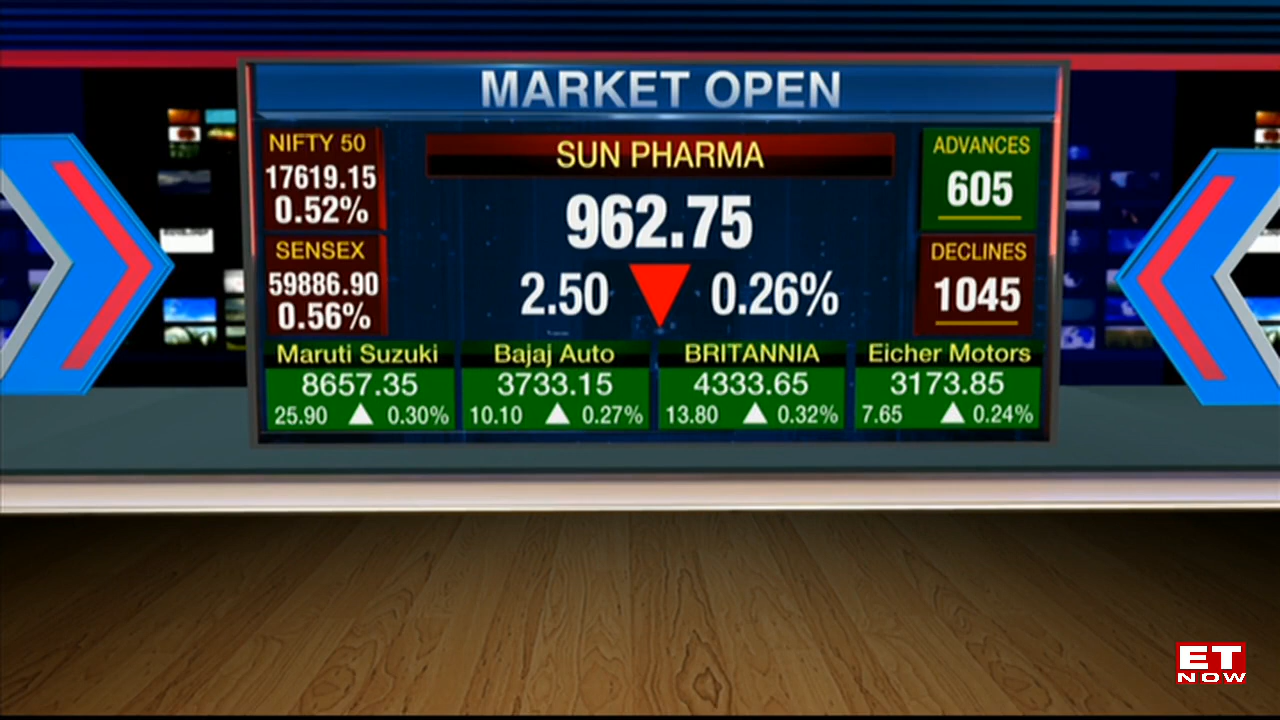 MARKET OPEN
NIFTY 50
17619.15
0.52%
SENSEX
59886.90
0.56%
SUN PHARMA
962.75
2.50 0.26%
ADVANCES
605
DECLINES
1045
Maruti Suzuki
8657.35
25.90 0.30%
Bajaj Auto
3733.15
10.10 0.27%
BRITANNIA
4333.65
13.80 0.32%
Eicher Motors
3173.85
7.65 0.24%
ET
NOW